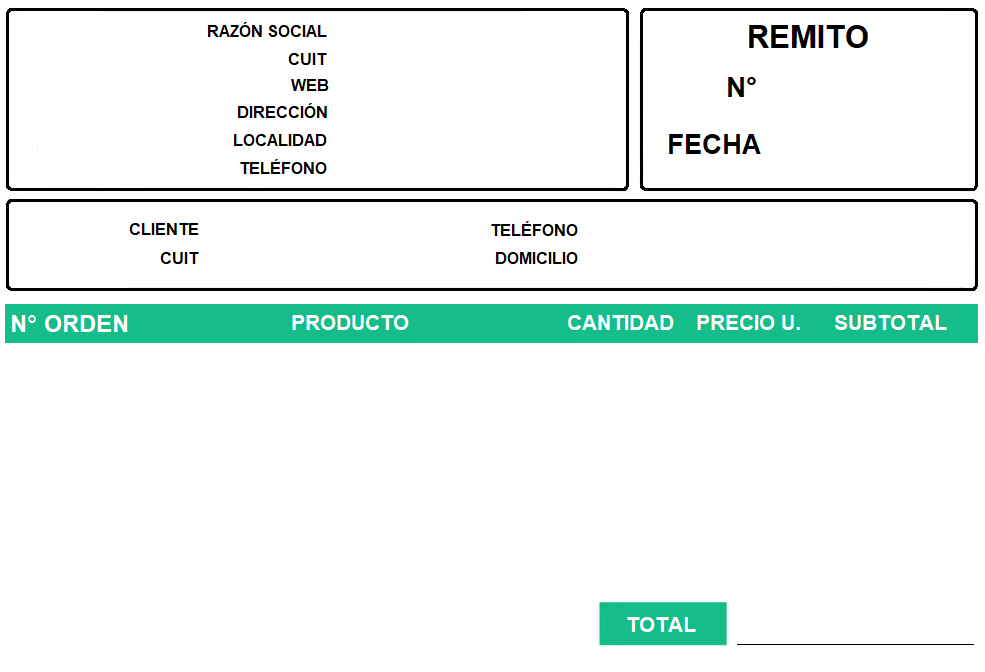 RAZÓN SOCIAL
CUIT
WEB
DIRECCIÓN
LOCALIDAD
TELÉFONO
REMITO
N°
FECHA
CLIENTE
CUIT
TELÉFONO
DOMICILIO
N° ORDEN PRODUCTO CANTIDAD PRECIO U. SUBTOTAL
TOTAL